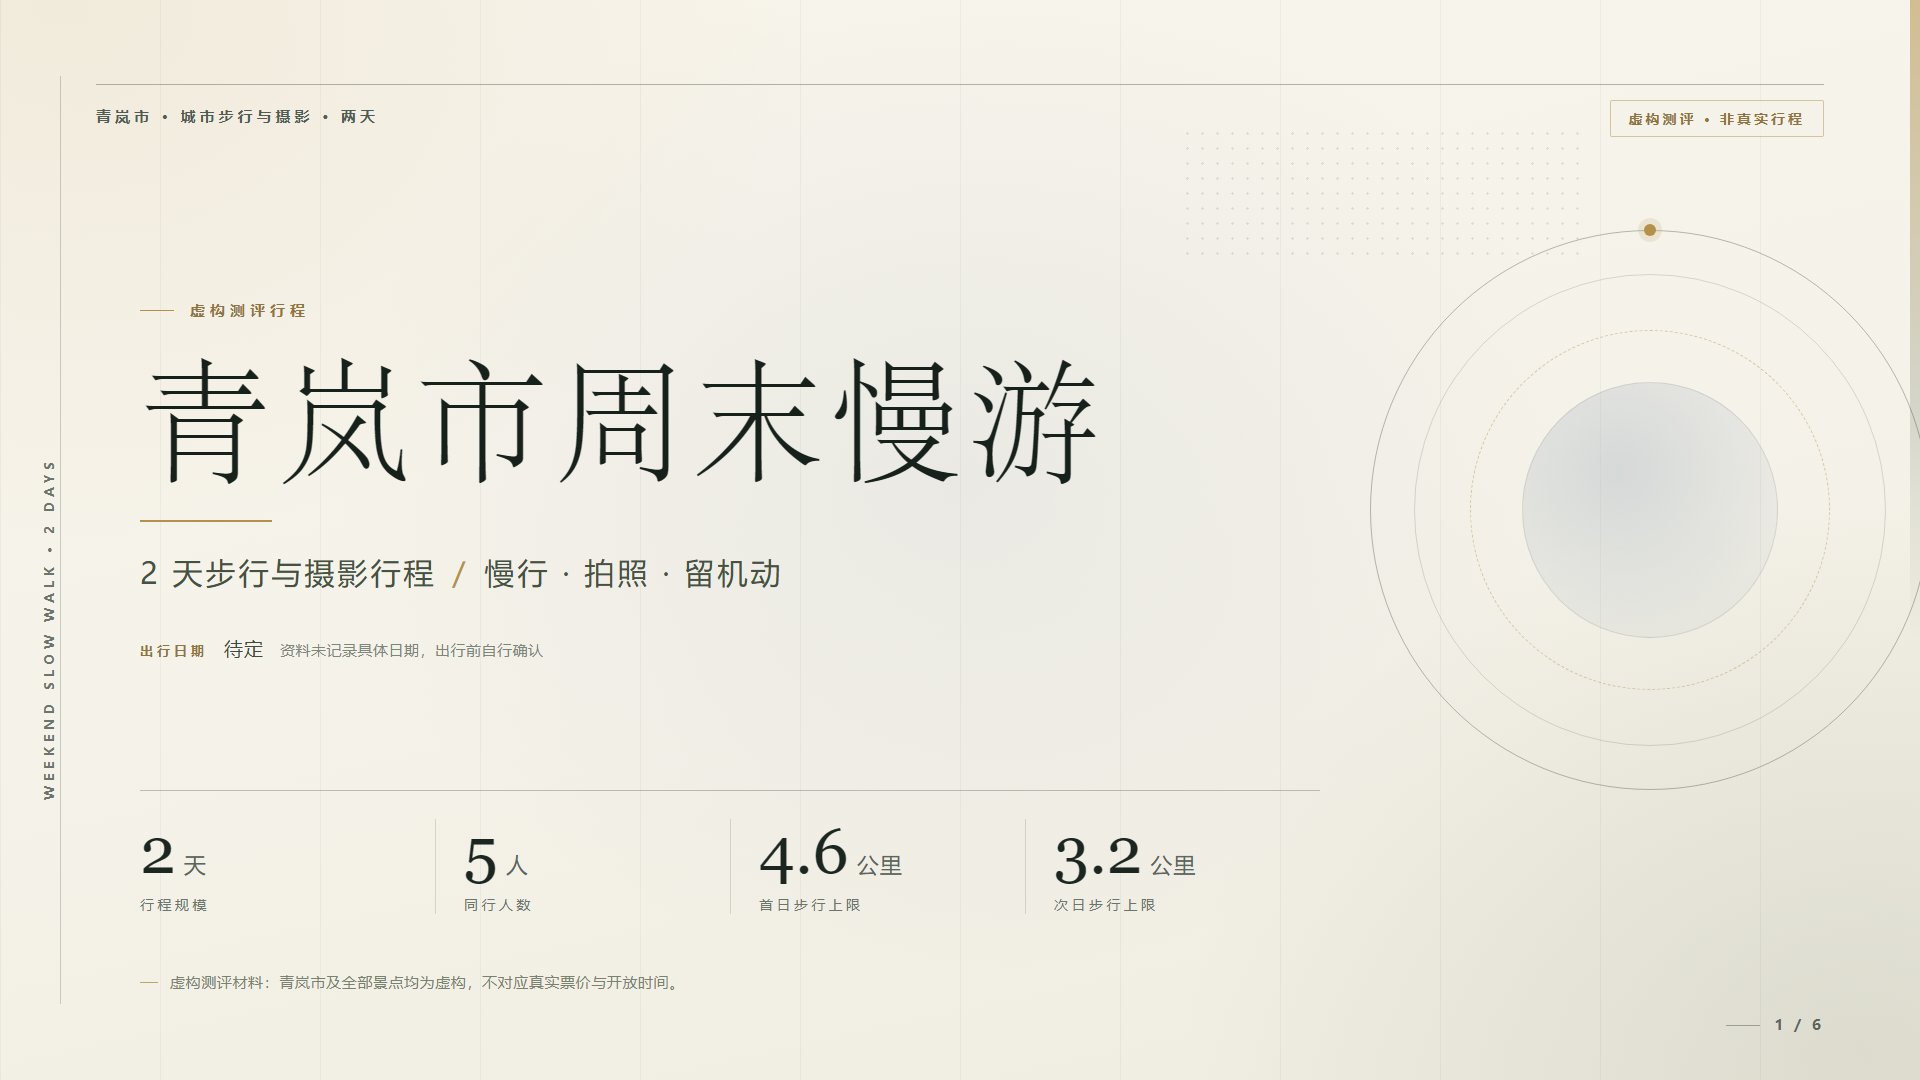 青岚市 • 城市步行与摄影 • 两天
虚构测评 • 非真实行程
虚构测评行程
青岚市周末慢游
2 天步行与摄影行程 / 慢行 · 拍照 · 留机动
出行日期 待定 资料未记录具体日期，出行前自行确认
WEEKEND SLOW WALK • 2 DAYS
2 天
行程规模
5 人
同行人数
4.6 公里
首日步行上限
3.2 公里
次日步行上限
虚构测评材料：青岚市及全部景点均为虚构，不对应真实票价与开放时间。
1 / 6